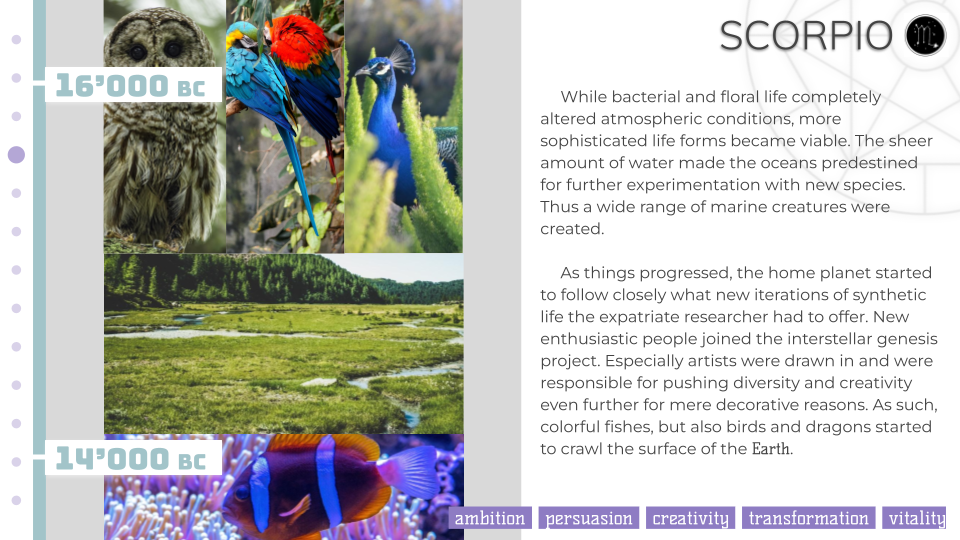 SCORPIO
16’000 BC
14’000 BC
While bacterial and floral life completely
altered atmospheric conditions, more
sophisticated life forms became viable. The sheer
amount of water made the oceans predestined
for further experimentation with new species.
Thus a wide range of marine creatures were
created.
As things progressed, the home planet started
to follow closely what new iterations of synthetic
life the expatriate researcher had to offer. New
enthusiastic people joined the interstellar genesis
project. Especially artists were drawn in and were
responsible for pushing diversity and creativity
even further for mere decorative reasons. As such,
colorful fishes, but also birds and dragons started
to crawl the surface of the Earth.
ambition persuasion creativity transformation vitality